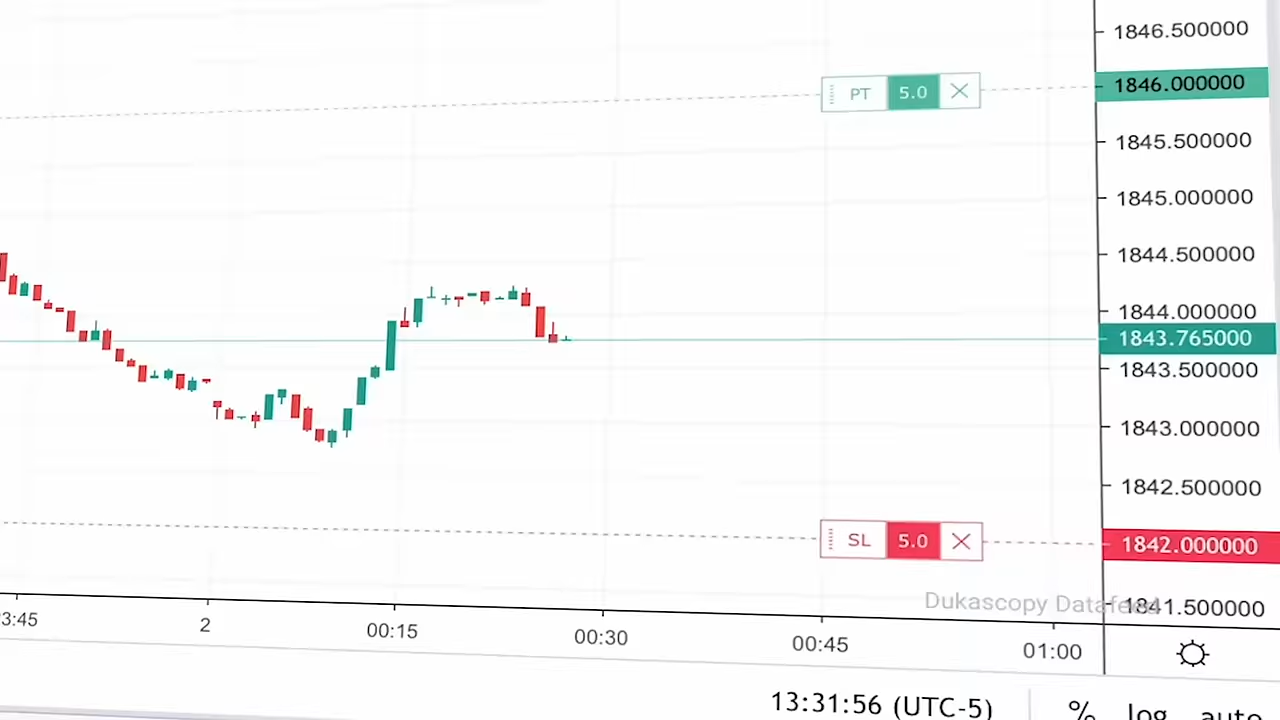 1846.500000
PT 5.0
1846.000000
1845.500000
1845.000000
1844.500000
1844.000000
1843.765000
1843.500000
1843.000000
1842.500000
SL 5.0
1842.000000
Dukascopy Datafeed
1841.500000
3:45 2 00:15 00:30 00:45 01:00
13:31:56 (UTC-5) % log auto